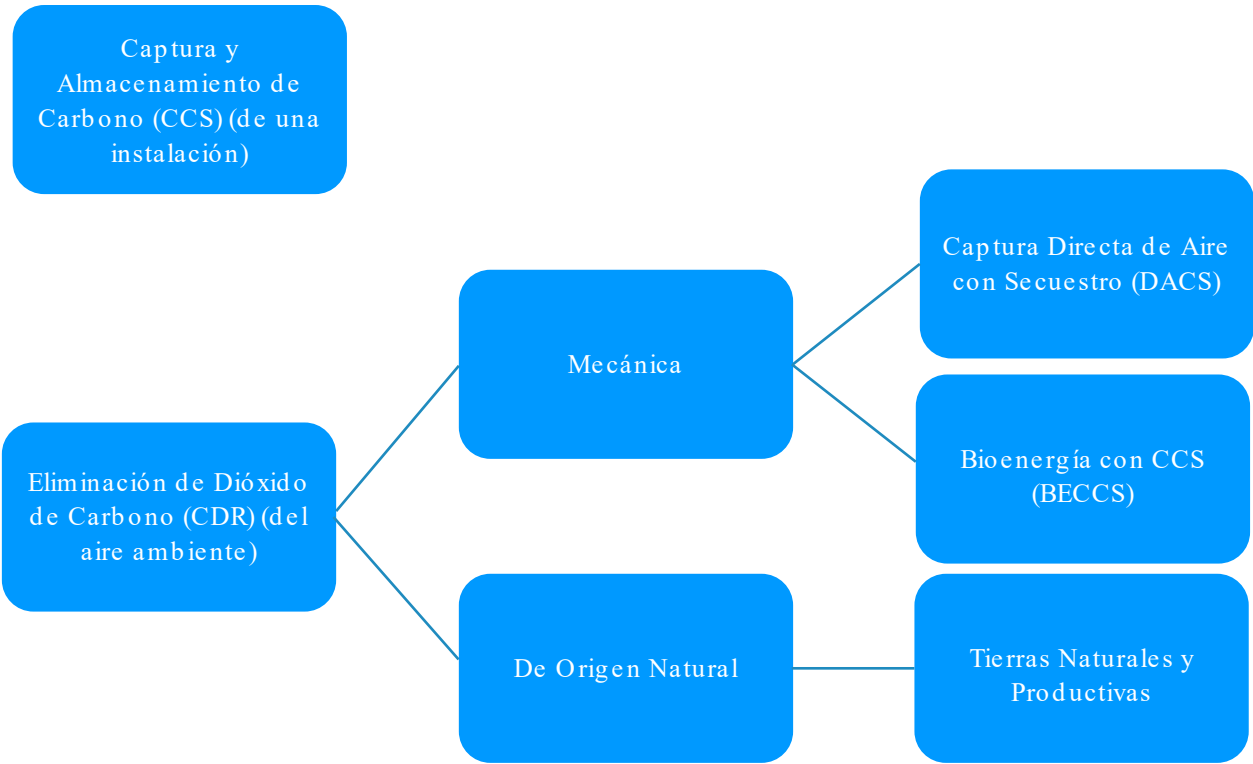 Captura y
Almacenamiento de
Carbono (CCS) (de una
instalación)
Captura Directa de Aire
con Secuestro (DACS)
Mecánica
Bioenergía con CCS
(BECCS)
Eliminación de Dióxido
de Carbono (CDR) (del
aire ambiente)
De Origen Natural
Tierras Naturales y
Productivas